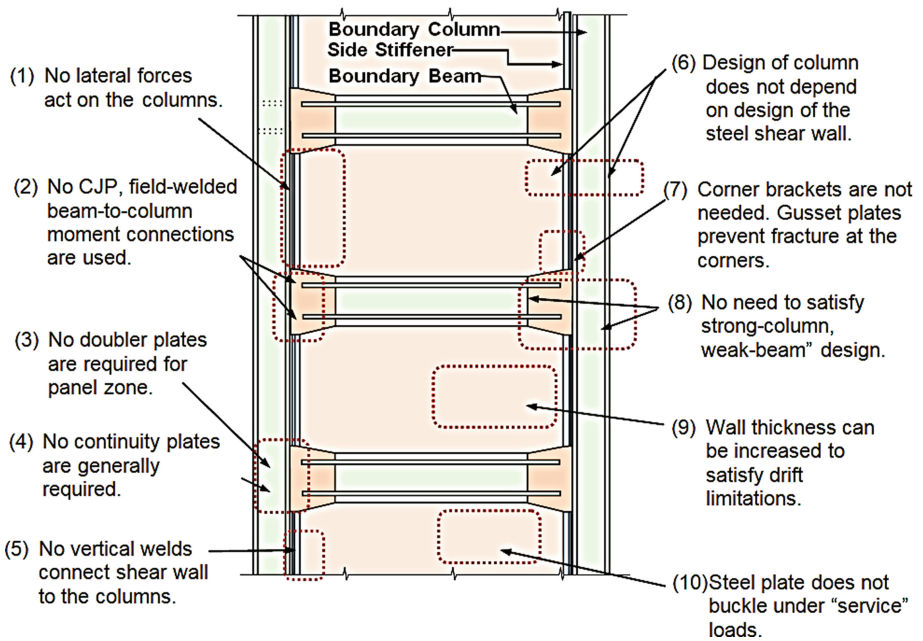 Boundary Column
Side Stiffener
Boundary Beam
(1) No lateral forces
act on the columns.
(2) No CJP, field-welded
beam-to-column
moment connections
are used.
(3) No doubler plates
are required for
panel zone.
(4) No continuity plates
are generally
required.
(5) No vertical welds
connect shear wall
to the columns.
(6) Design of column
does not depend
on design of the
steel shear wall.
(7) Corner brackets are not
needed. Gusset plates
prevent fracture at the
corners.
(8) No need to satisfy
strong-column,
weak-beam” design.
(9) Wall thickness can
be increased to
satisfy drift
limitations.
(10) Steel plate does not
buckle under “service”
loads.